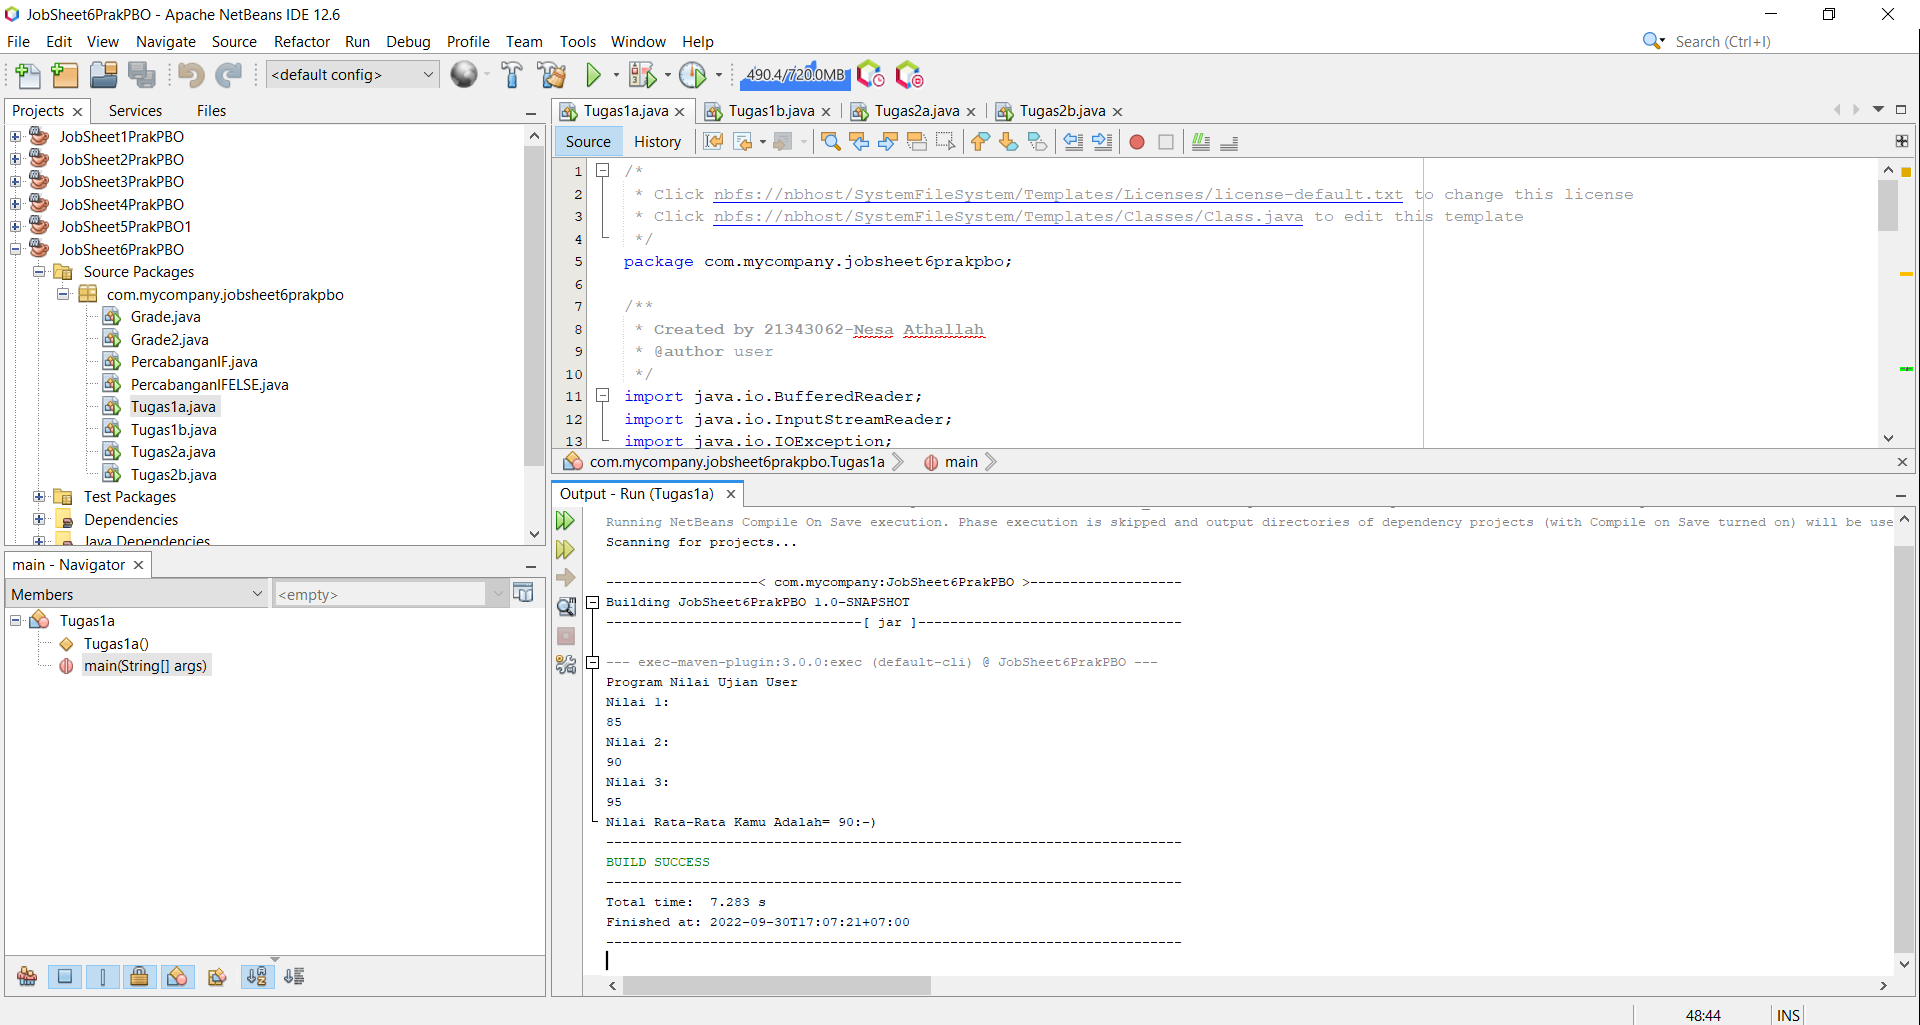 JobSheet6PrakPBO - Apache NetBeans IDE 12.6
File Edit View Navigate Source Refactor Run Debug Profile Team Tools Window Help
Search (Ctrl+I)
<default config>
490.4/720.0MB
Projects Services Files
JobSheet1PrakPBO
JobSheet2PrakPBO
JobSheet3PrakPBO
JobSheet4PrakPBO
JobSheet5PrakPBO1
JobSheet6PrakPBO
Source Packages
com.mycompany.jobsheet6prakpbo
Grade.java
Grade2.java
PercabanganIF.java
PercabanganIFELSE.java
Tugas1a.java
Tugas1b.java
Tugas2a.java
Tugas2b.java
Test Packages
Dependencies
Java Dependencies
main - Navigator
Members
<empty>
Tugas1a
Tugas1a()
main(String[] args)
Tugas1a.java Tugas1b.java Tugas2a.java Tugas2b.java
Source History
1 /*
2 * Click nbfs://nbhost/SystemFileSystem/Templates/Licenses/license-default.txt to change this license
3 * Click nbfs://nbhost/SystemFileSystem/Templates/Classes/Class.java to edit this template
4 */
5 package com.mycompany.jobsheet6prakpbo;
6
7 /**
8 * Created by 21343062-Nesa Athallah
9 * @author user
10 */
11 import java.io.BufferedReader;
12 import java.io.InputStreamReader;
13 import java.io.IOException;
com.mycompany.jobsheet6prakpbo.Tugas1a main
Output - Run (Tugas1a)
Running NetBeans Compile On Save execution. Phase execution is skipped and output directories of dependency projects (with Compile on Save turned on) will be use
Scanning for projects...
-------------------< com.mycompany:JobSheet6PrakPBO >-------------------
Building JobSheet6PrakPBO 1.0-SNAPSHOT
--------------------------------[ jar ]---------------------------------
--- exec-maven-plugin:3.0.0:exec (default-cli) @ JobSheet6PrakPBO ---
Program Nilai Ujian User
Nilai 1:
85
Nilai 2:
90
Nilai 3:
95
Nilai Rata-Rata Kamu Adalah= 90:-)
------------------------------------------------------------------------
BUILD SUCCESS
------------------------------------------------------------------------
Total time:  7.283 s
Finished at: 2022-09-30T17:07:21+07:00
------------------------------------------------------------------------
48:44 INS